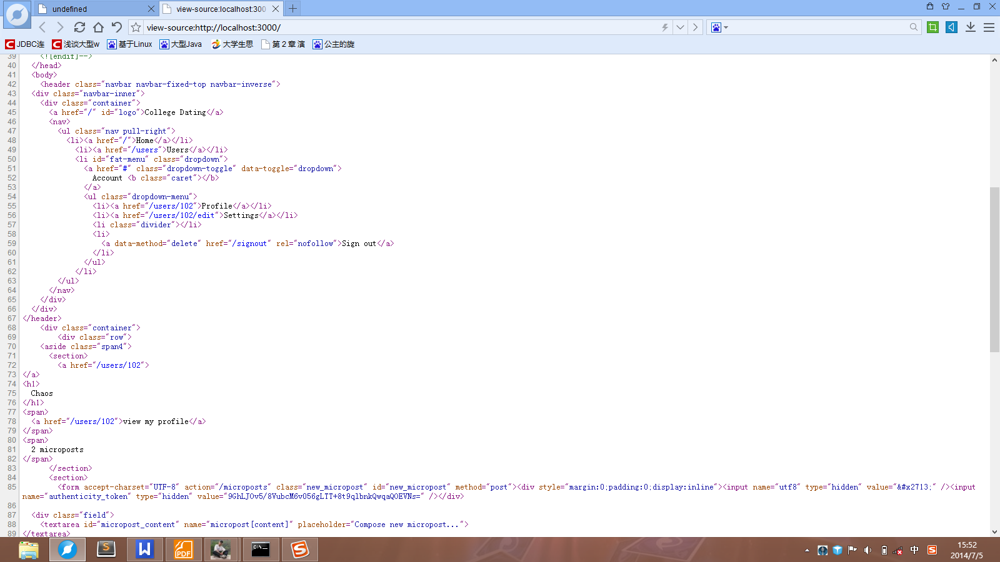 undefined
view-source:localhost:300
view-source:http://localhost:3000/
JDBC连
浅谈大型w
基于Linux
大型Java
大学生思
第 2 章 演
公主的旋
39 <![endif]-->
40 </head>
41 <body>
42 <header class="navbar navbar-fixed-top navbar-inverse">
43 <div class="navbar-inner">
44 <div class="container">
45 <a href="/" id="logo">College Dating</a>
46 <nav>
47 <ul class="nav pull-right">
48 <li><a href="/">Home</a></li>
49 <li><a href="/users">Users</a></li>
50 <li id="fat-menu" class="dropdown">
51 <a href="#" class="dropdown-toggle" data-toggle="dropdown">
52 Account <b class="caret"></b>
53 </a>
54 <ul class="dropdown-menu">
55 <li><a href="/users/102">Profile</a></li>
56 <li><a href="/users/102/edit">Settings</a></li>
57 <li class="divider"></li>
58 <li>
59 <a data-method="delete" href="/signout" rel="nofollow">Sign out</a>
60 </li>
61 </ul>
62 </li>
63 </ul>
64 </nav>
65 </div>
66 </div>
67 </header>
68 <div class="container">
69 <div class="row">
70 <aside class="span4">
71 <section>
72 <a href="/users/102">
73 </a>
74 <h1>
75 Chaos
76 </h1>
77 <span>
78 <a href="/users/102">view my profile</a>
79 </span>
80 <span>
81 2 microposts
82 </span>
83 </section>
84 <section>
85 <form accept-charset="UTF-8" action="/microposts" class="new_micropost" id="new_micropost" method="post"><div style="margin:0;padding:0;display:inline"><input name="utf8" type="hidden" value="&#x2713;" /><input
name="authenticity_token" type="hidden" value="9GhLJOv5/8VubcM6v056gLTT+8t9qlbnkQwqaQOEVNs=" /></div>
86
87 <div class="field">
88 <textarea id="micropost_content" name="micropost[content]" placeholder="Compose new micropost...">
89 </textarea>
中
15:52
2014/7/5